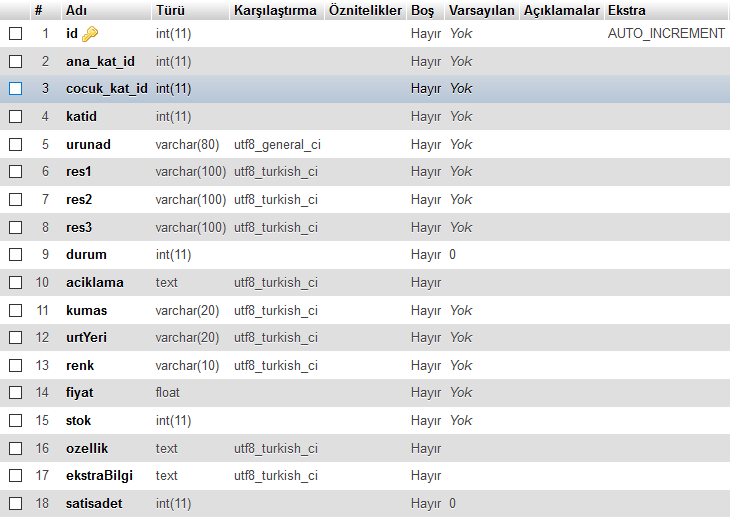 # Adı Türü Karşılaştırma Öznitelikler Boş Varsayılan Açıklamalar Ekstra
1 id int(11) Hayır Yok AUTO_INCREMENT
2 ana_kat_id int(11) Hayır Yok
3 cocuk_kat_id int(11) Hayır Yok
4 katid int(11) Hayır Yok
5 urunad varchar(80) utf8_general_ci Hayır Yok
6 res1 varchar(100) utf8_turkish_ci Hayır Yok
7 res2 varchar(100) utf8_turkish_ci Hayır Yok
8 res3 varchar(100) utf8_turkish_ci Hayır Yok
9 durum int(11) Hayır 0
10 aciklama text utf8_turkish_ci Hayır
11 kumas varchar(20) utf8_turkish_ci Hayır Yok
12 urtYeri varchar(20) utf8_turkish_ci Hayır Yok
13 renk varchar(10) utf8_turkish_ci Hayır Yok
14 fiyat float Hayır Yok
15 stok int(11) Hayır Yok
16 ozellik text utf8_turkish_ci Hayır
17 ekstraBilgi text utf8_turkish_ci Hayır
18 satisadet int(11) Hayır 0